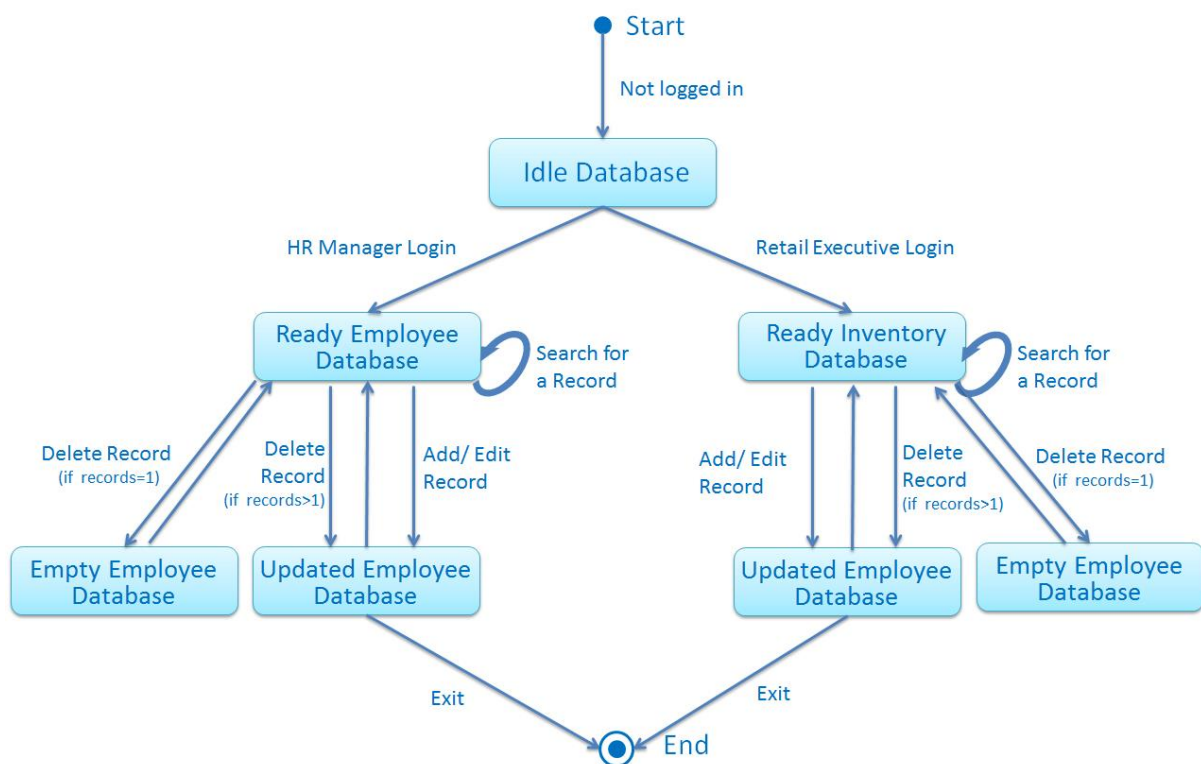 Start
Not logged in
Idle Database
HR Manager Login
Retail Executive Login
Ready Employee
Database
Search for
a Record
Ready Inventory
Database
Search for
a Record
Delete Record
(if records=1)
Delete
Record
(if records>1)
Add/ Edit
Record
Add/ Edit
Record
Delete
Record
(if records>1)
Delete Record
(if records=1)
Empty Employee
Database
Updated Employee
Database
Updated Employee
Database
Empty Employee
Database
Exit
Exit
End